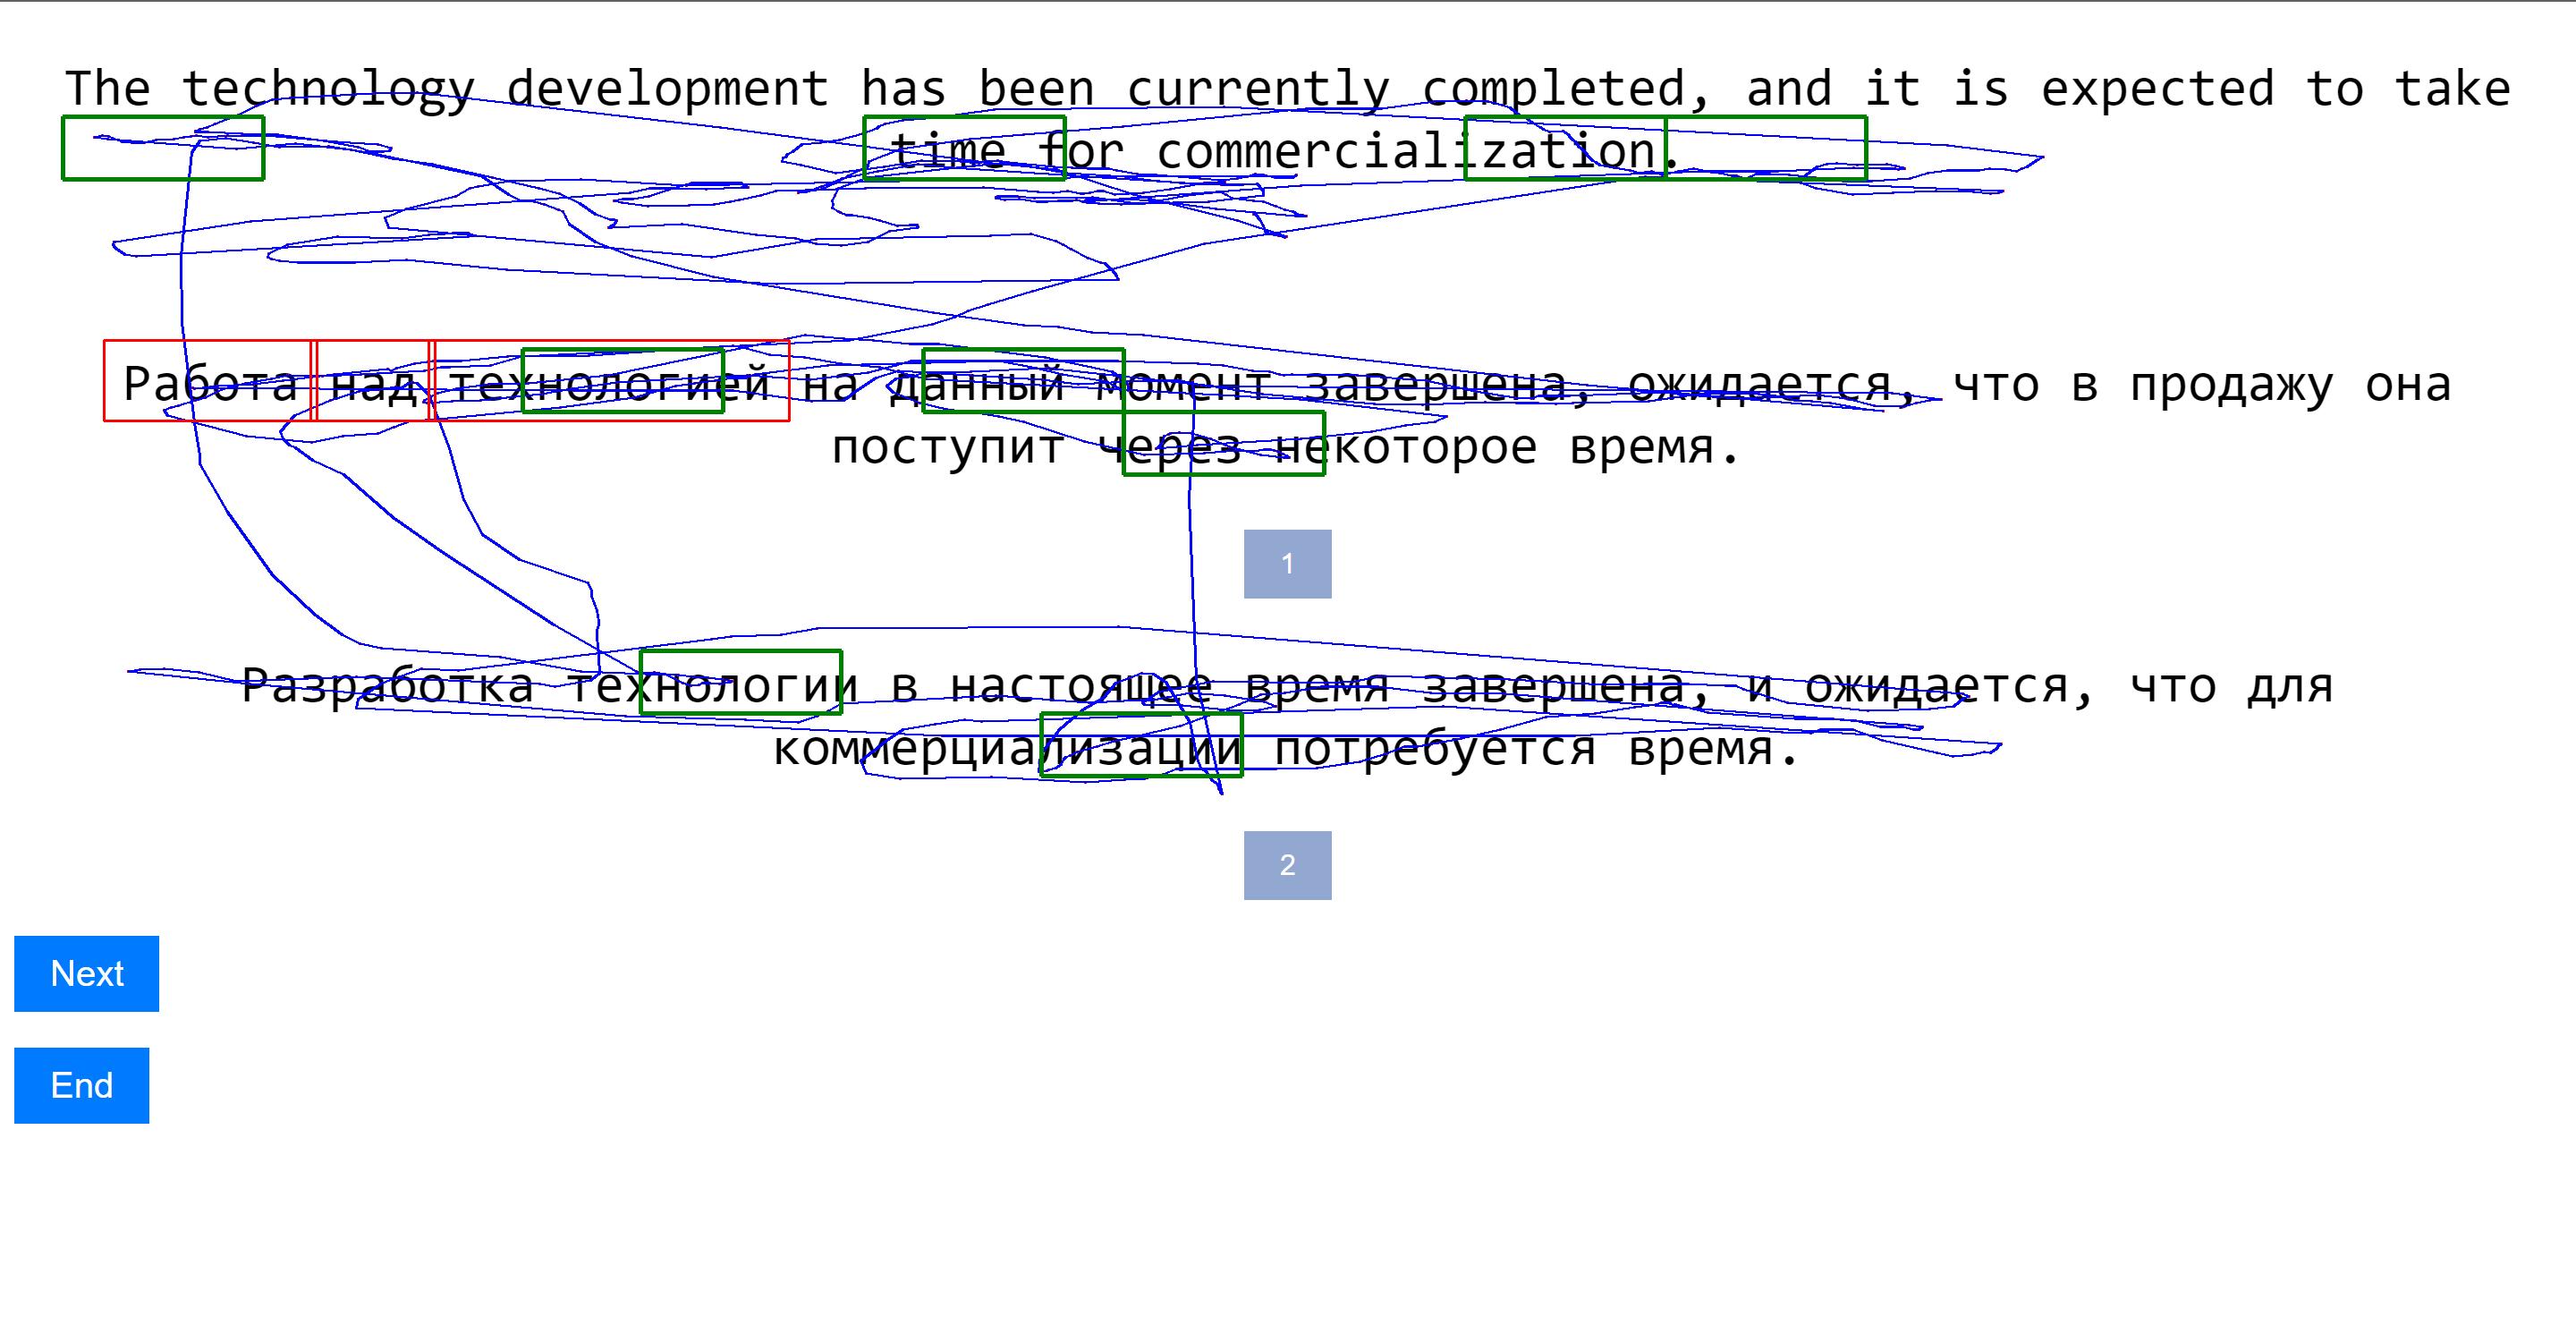 The technology development has been currently completed, and it is expected to take
time for commercialization.
Работа над технологией на данный момент завершена, ожидается, что в продажу она
поступит через некоторое время.
1
Разработка технологии в настоящее время завершена, и ожидается, что для
коммерциализации потребуется время.
2
Next
End